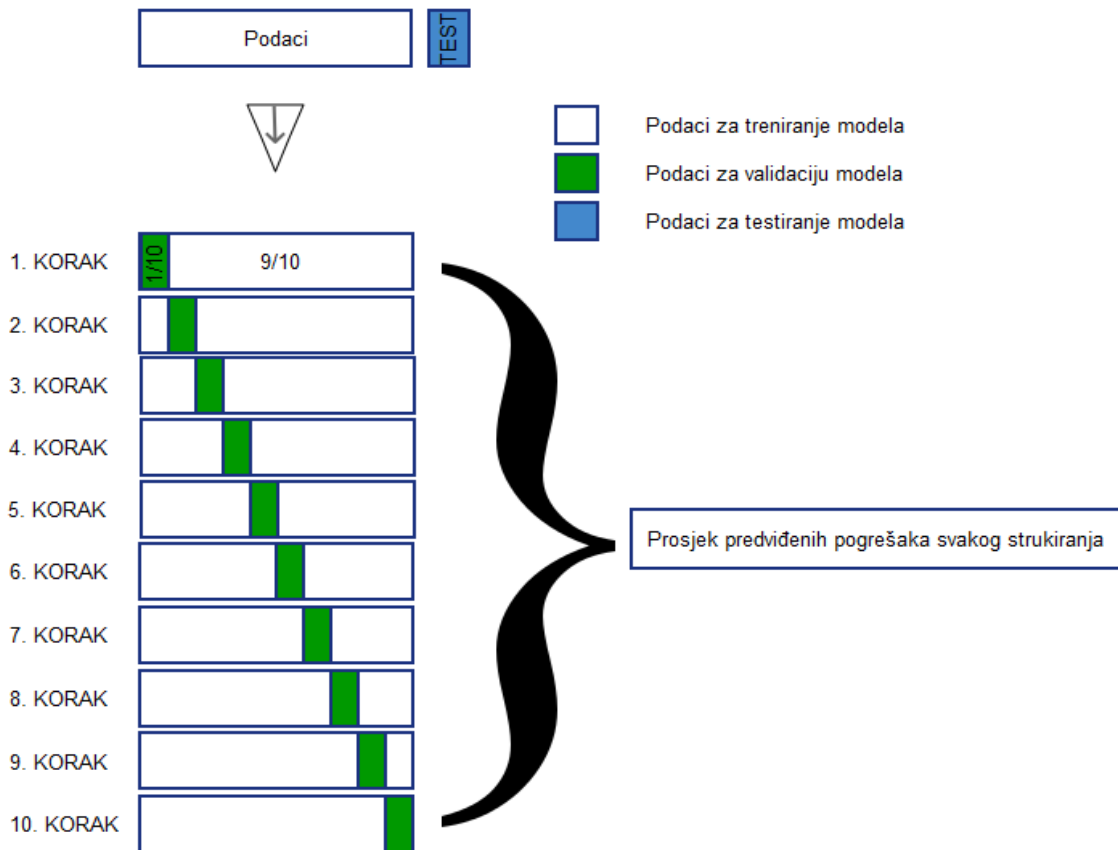 Podaci
TEST
Podaci za treniranje modela
Podaci za validaciju modela
Podaci za testiranje modela
1. KORAK
1/10
9/10
2. KORAK
3. KORAK
4. KORAK
5. KORAK
6. KORAK
7. KORAK
8. KORAK
9. KORAK
10. KORAK
Prosjek predviđenih pogrešaka svakog strukiranja